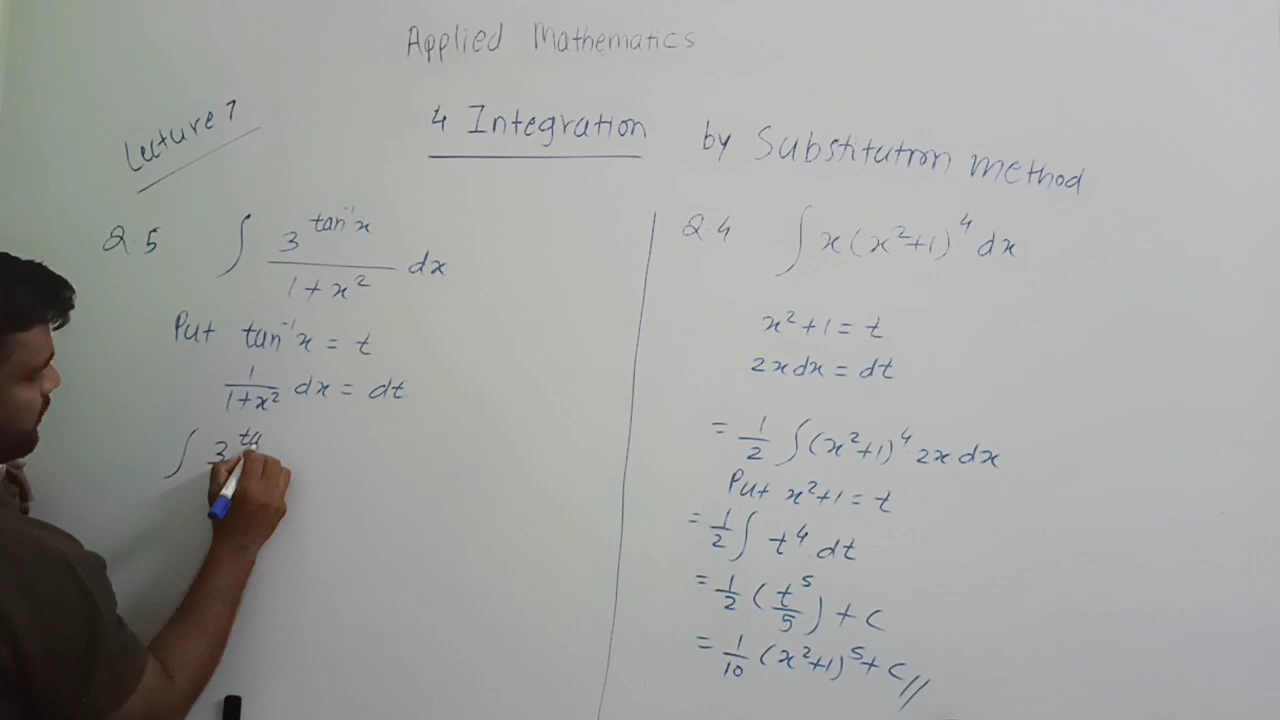 Applied Mathematics
Lecture 7
4 Integration by Substitution method
Q.5 ∫ 3^(tan⁻¹x) / (1+x²) dx
Put tan⁻¹x = t
1/(1+x²) dx = dt
∫ 3^ta
Q.4 ∫ x(x²+1)⁴ dx
x²+1 = t
2x dx = dt
= 1/2 ∫(x²+1)⁴ 2x dx
Put x²+1 = t
= 1/2 ∫ t⁴ dt
= 1/2 (t⁵/5) + c
= 1/10 (x²+1)⁵ + c //